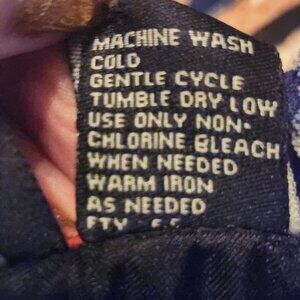 MACHINE WASH
COLD
GENTLE CYCLE
TUMBLE DRY LOW
USE ONLY NON-
CHLORINE BLEACH
WHEN NEEDED
WARM IRON
AS NEEDED